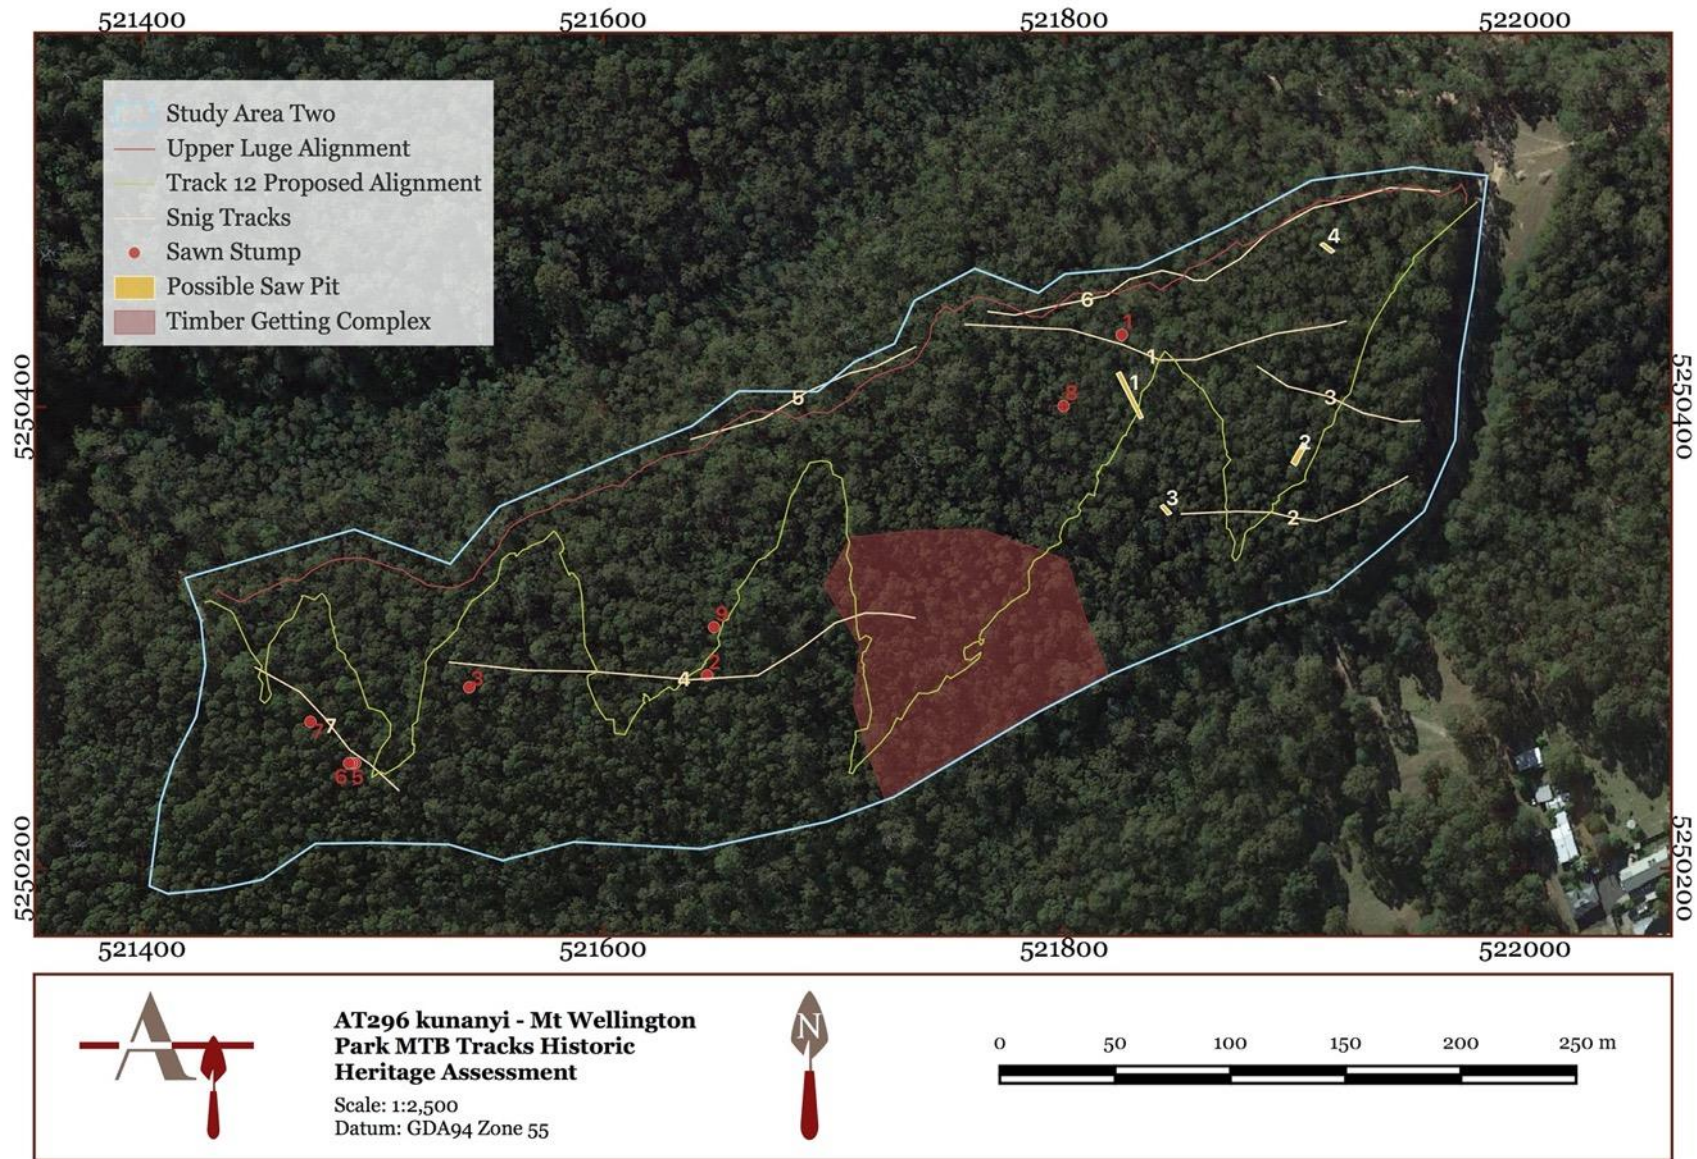 521400 521600 521800 522000
Study Area Two
Upper Luge Alignment
Track 12 Proposed Alignment
Snig Tracks
Sawn Stump
Possible Saw Pit
Timber Getting Complex
5250400
5250400
5250200
5250200
4
6
1
1
1
8
3
5
2
3
2
9
2
4
3
7
7
6 5
521400 521600 521800 522000
A
AT296 kunanyi - Mt Wellington
Park MTB Tracks Historic
Heritage Assessment
Scale: 1:2,500
Datum: GDA94 Zone 55
N
0 50 100 150 200 250 m